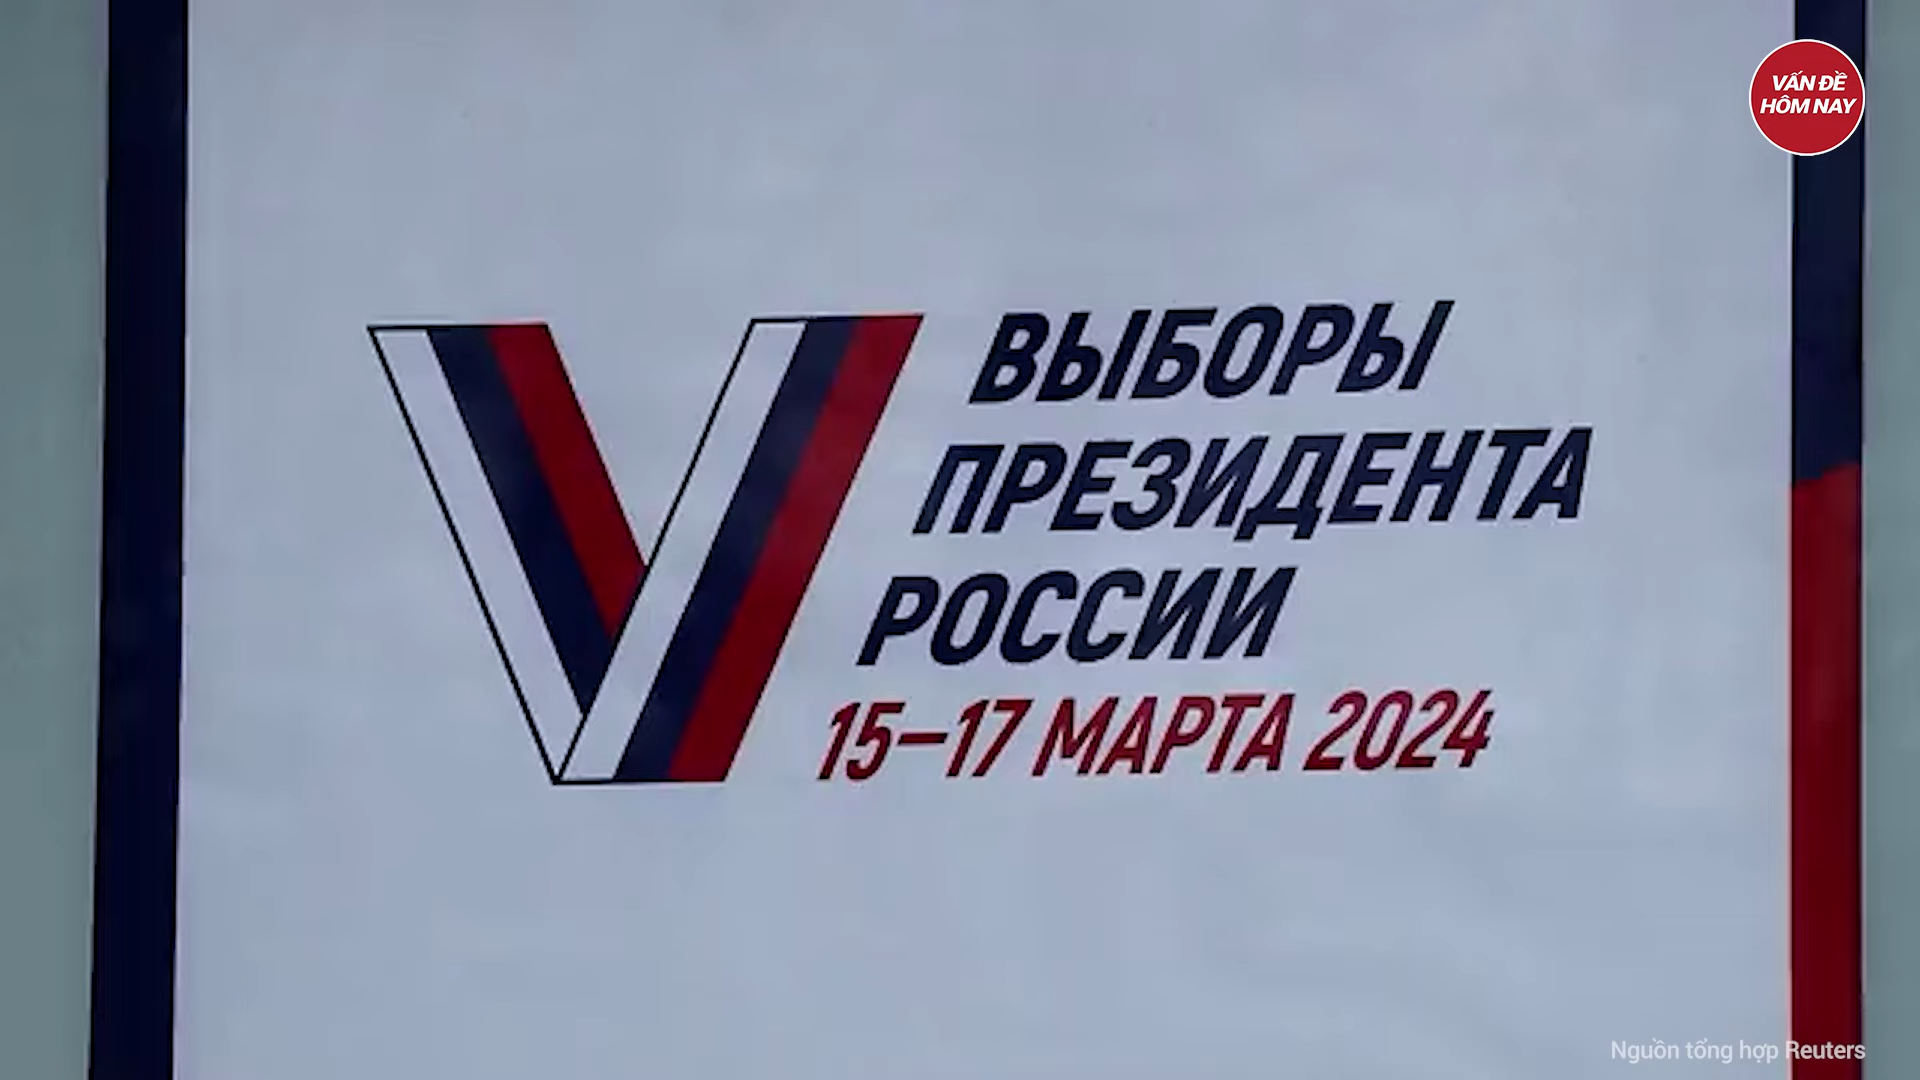 VẤN ĐỀ
HÔM NAY
ВЫБОРЫ
ПРЕЗИДЕНТА
РОССИИ
15–17 МАРТА 2024
Nguồn tổng hợp Reuters